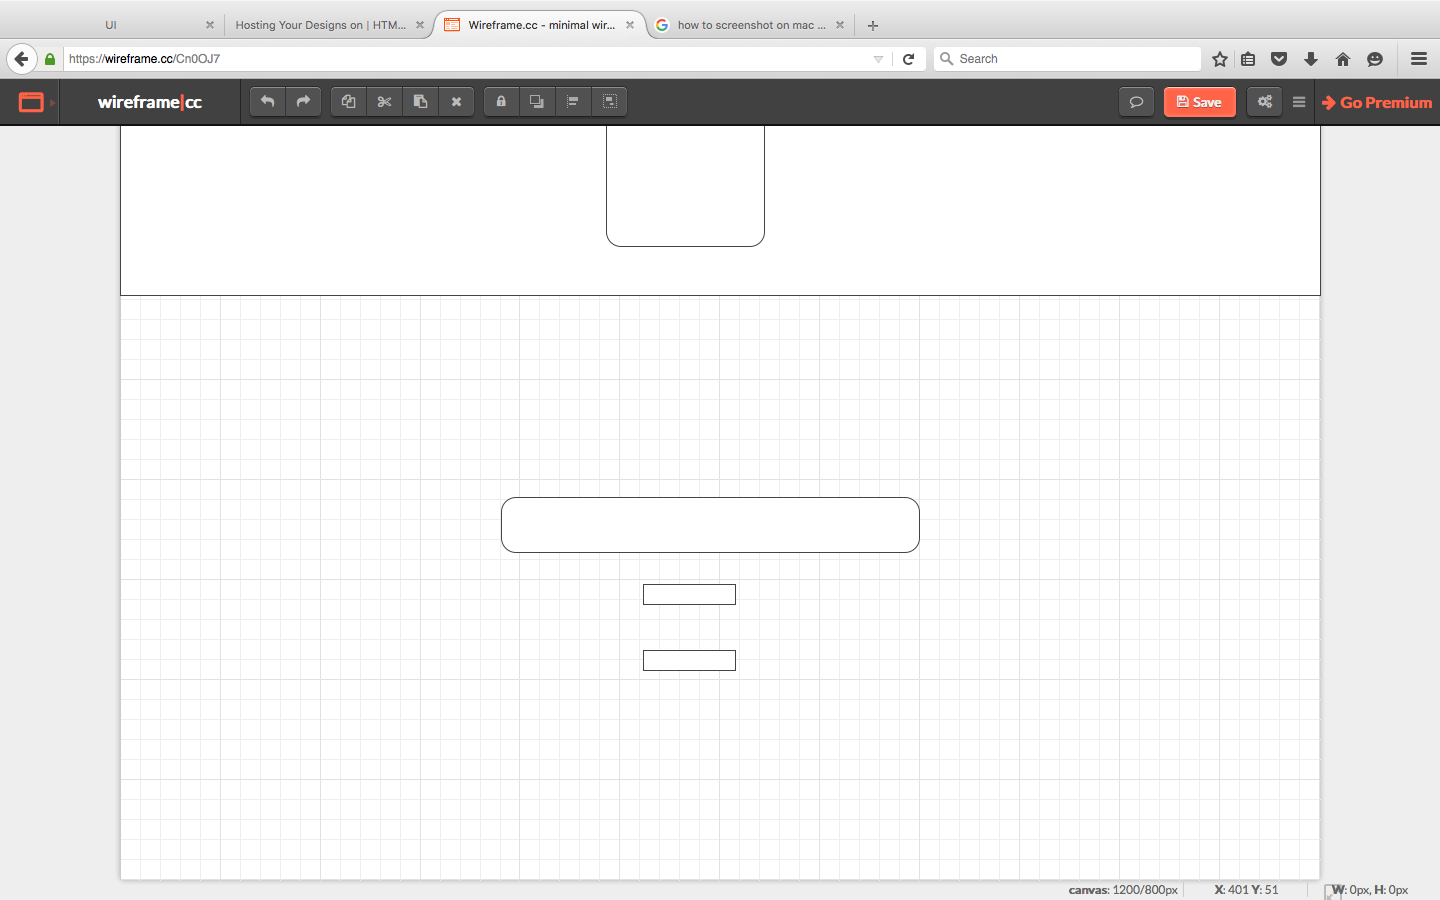 UI
Hosting Your Designs on | HTM...
Wireframe.cc - minimal wir...
how to screenshot on mac ...
https://wireframe.cc/Cn0OJ7
Search
wireframe|cc
Save
Go Premium
canvas: 1200/800px
X: 401 Y: 51
W: 0px, H: 0px